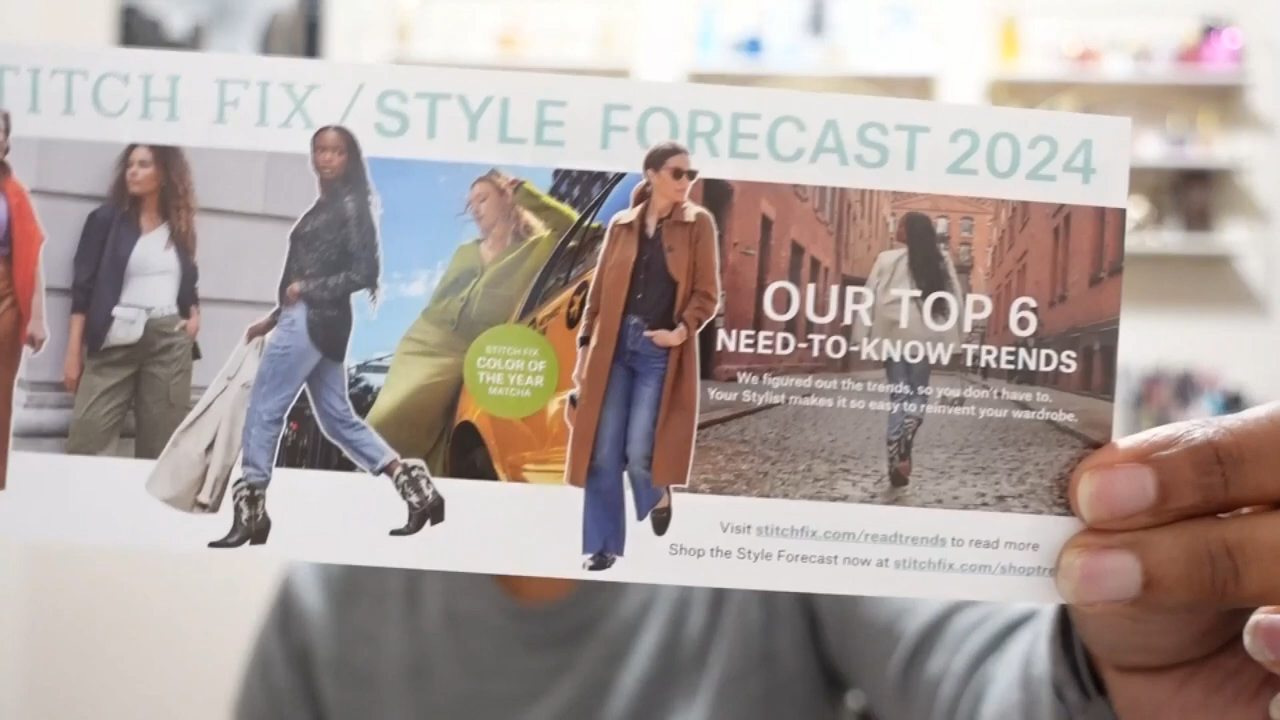 TITCH FIX / STYLE FORECAST 2024
STITCH FIX
COLOR OF
THE YEAR
MATCHA
OUR TOP 6
NEED-TO-KNOW TRENDS
We figured out the trends, so you don't have to.
Your Stylist makes it so easy to reinvent your wardrobe.
Visit stitchfix.com/readtrends to read more
Shop the Style Forecast now at stitchfix.com/shoptre